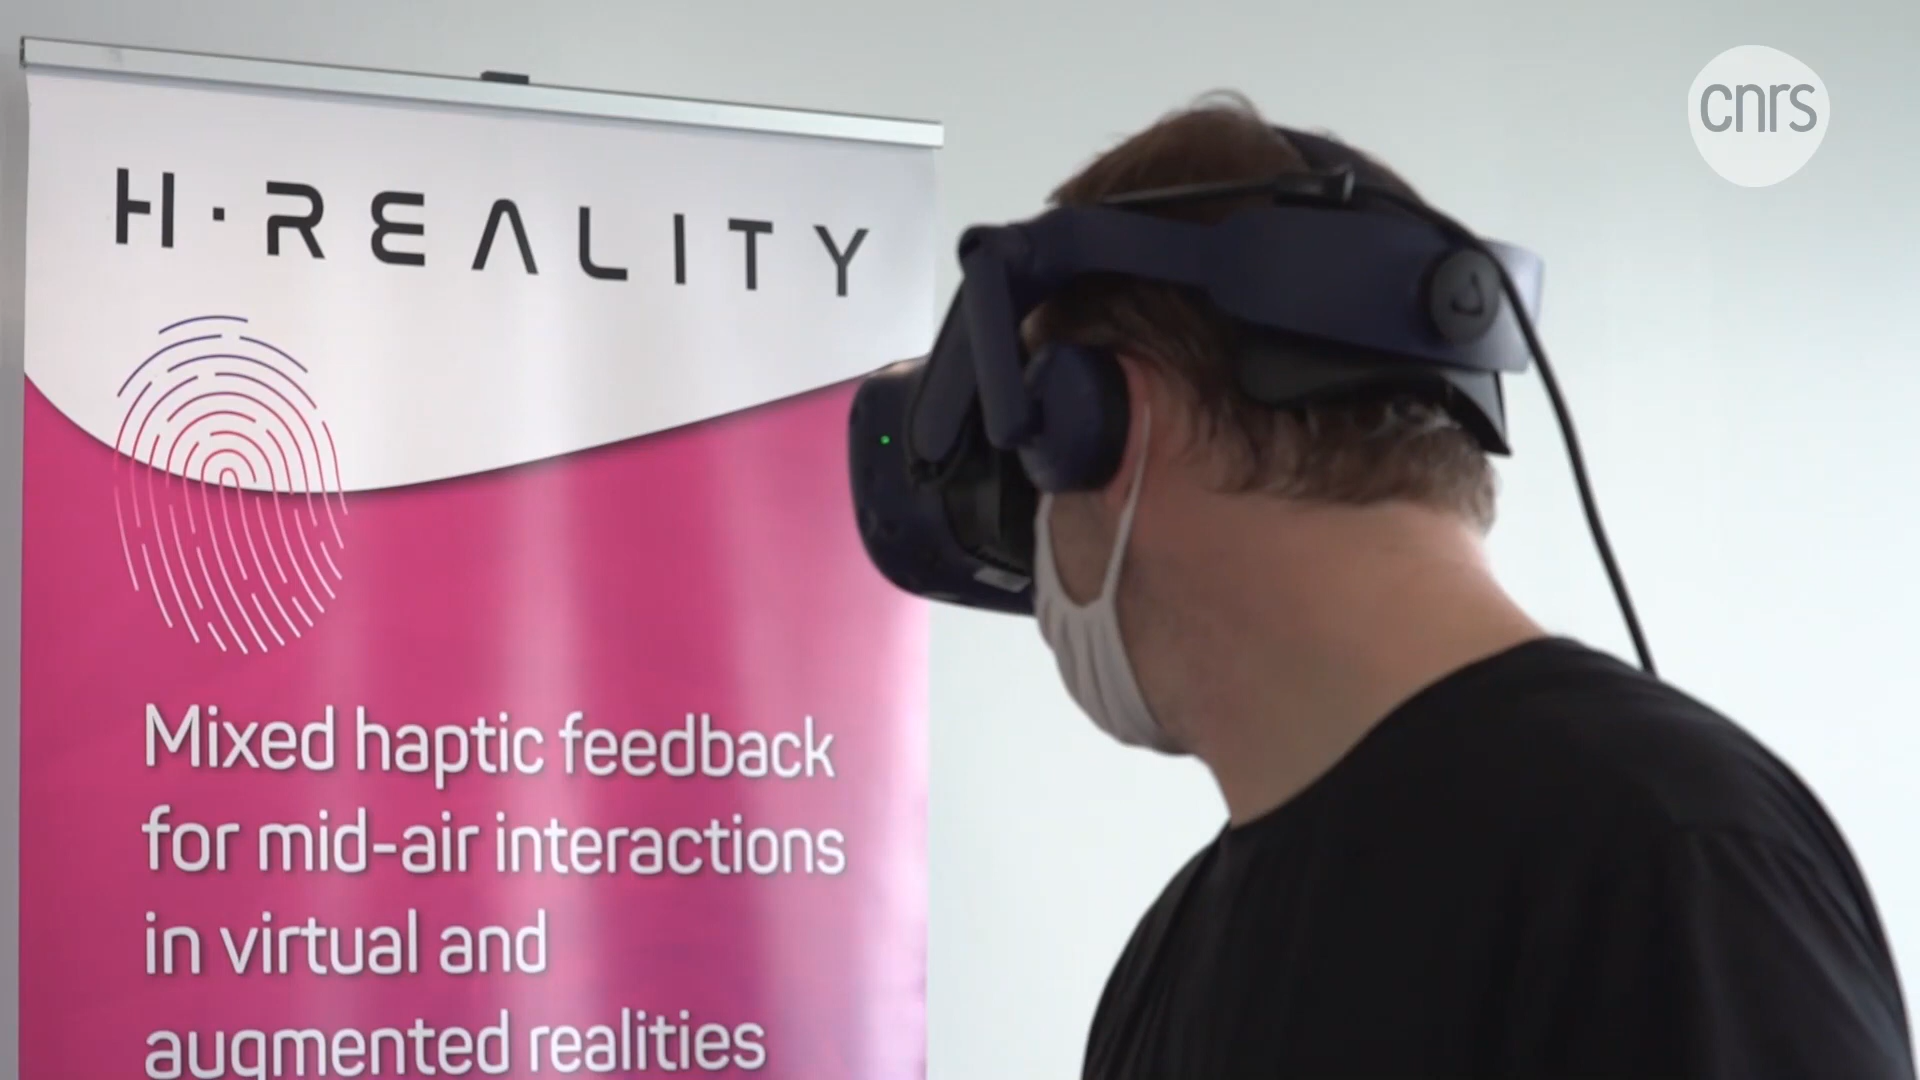 cnrs
H·REALITY
Mixed haptic feedback
for mid-air interactions
in virtual and
augmented realities